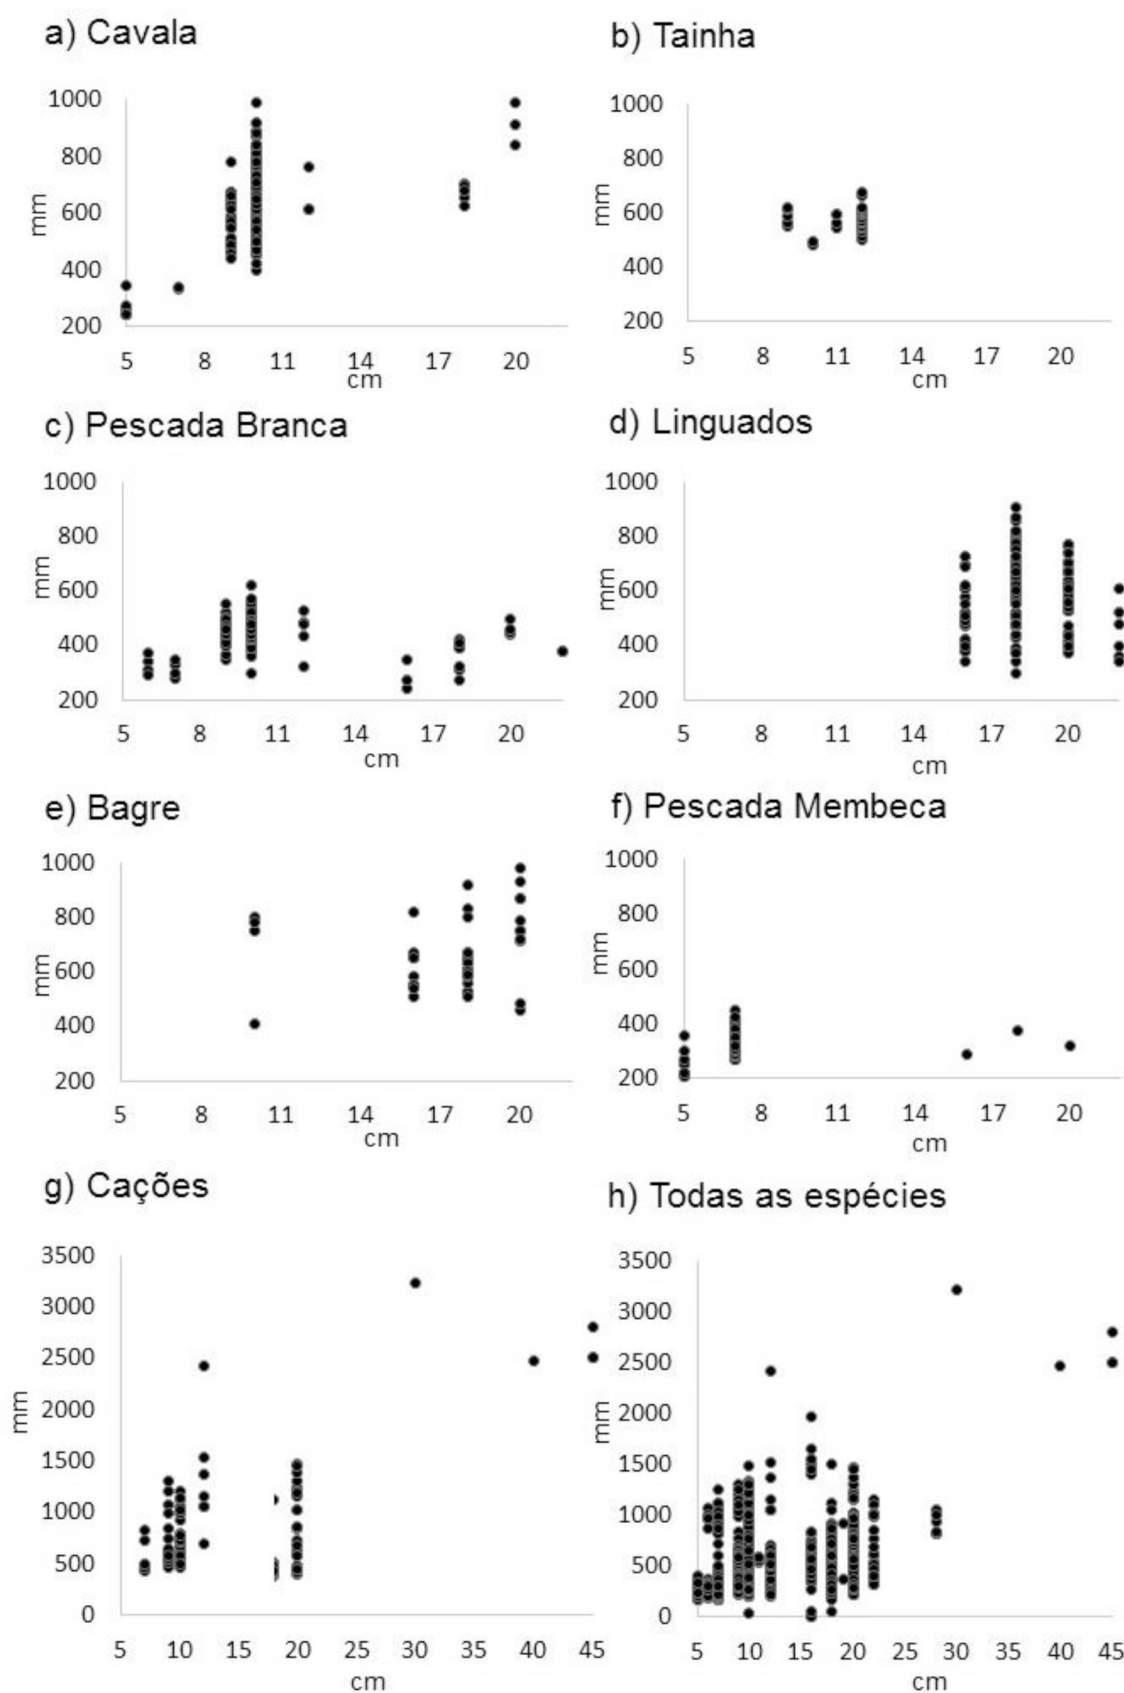 a) Cavala
b) Tainha
1000
800
600
400
200
mm
5 8 11 14 17 20
cm
1000
800
600
400
200
mm
5 8 11 14 17 20
cm
c) Pescada Branca
d) Linguados
1000
800
600
400
200
mm
5 8 11 14 17 20
cm
1000
800
600
400
200
mm
5 8 11 14 17 20
cm
e) Bagre
f) Pescada Membeca
1000
800
600
400
200
mm
5 8 11 14 17 20
cm
1000
800
600
400
200
mm
5 8 11 14 17 20
cm
g) Cações
h) Todas as espécies
3500
3000
2500
2000
1500
1000
500
0
mm
5 10 15 20 25 30 35 40 45
cm
3500
3000
2500
2000
1500
1000
500
0
mm
5 10 15 20 25 30 35 40 45
cm